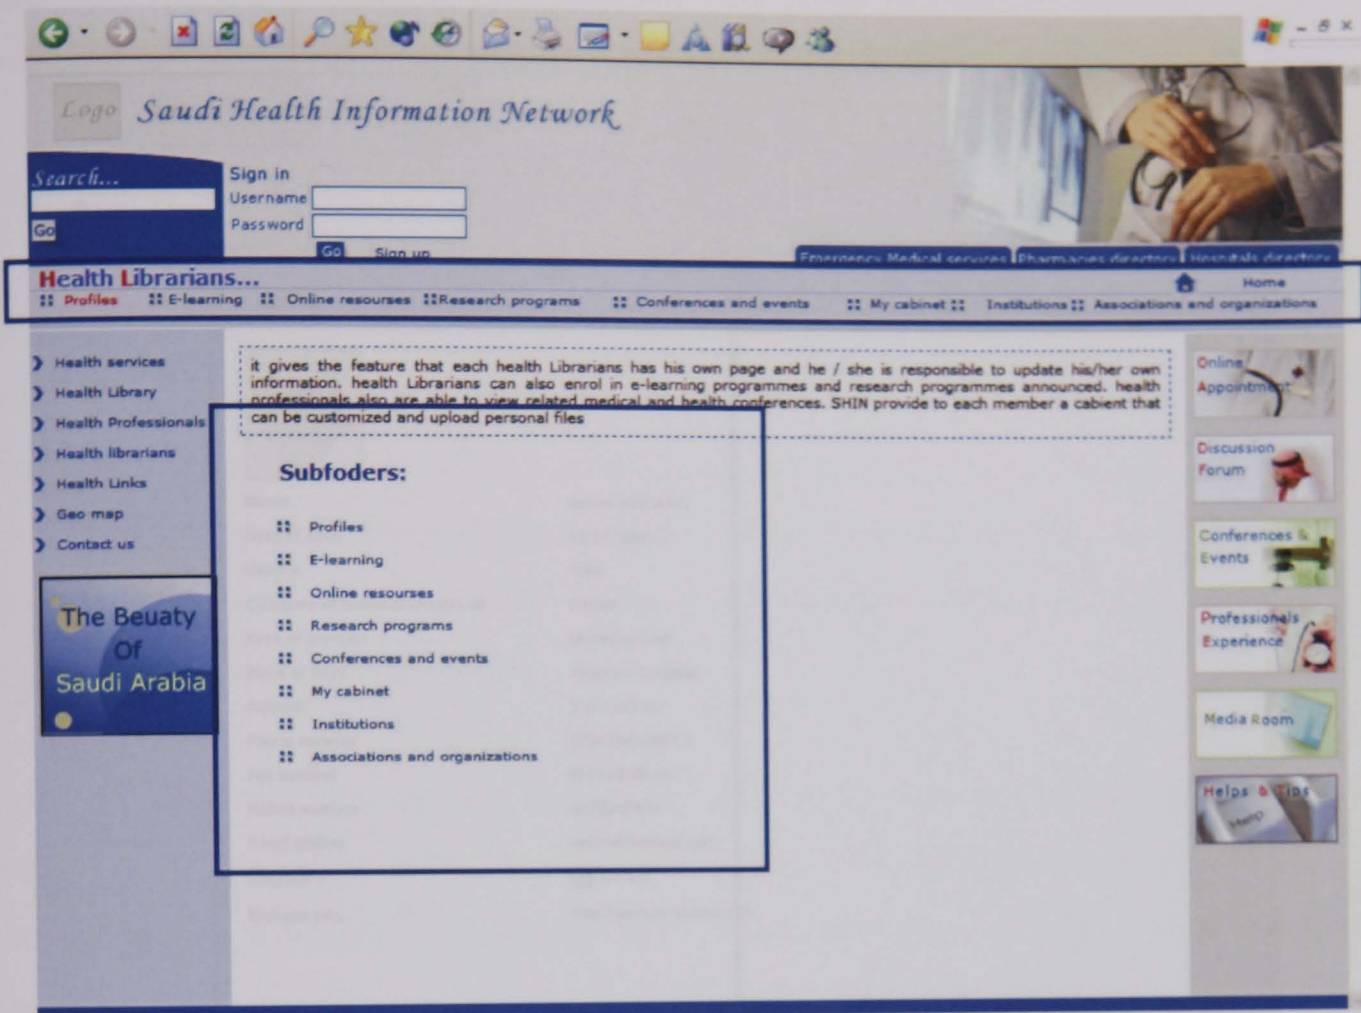 Logo
Saudi Health Information Network
Search...
Go
Sign in
Username
Password
Go Sign up
Emergency Medical services Pharmacies directory Hospitals directory
Health Librarians...
Home
Profiles E-learning Online resourses Research programs Conferences and events My cabinet Institutions Associations and organizations
Health services
Health Library
Health Professionals
Health librarians
Health Links
Geo map
Contact us
The Beuaty
Of
Saudi Arabia
it gives the feature that each health Librarians has his own page and he / she is responsible to update his/her own
information. health Librarians can also enrol in e-learning programmes and research programmes announced. health
professionals also are able to view related medical and health conferences. SHIN provide to each member a cabient that
can be customized and upload personal files
Subfoders:
Profiles
E-learning
Online resourses
Research programs
Conferences and events
My cabinet
Institutions
Associations and organizations
Online
Appointment
Discussion
Forum
Conferences &
Events
Professionals
Experience
Media Room
Helps & Tips
Help